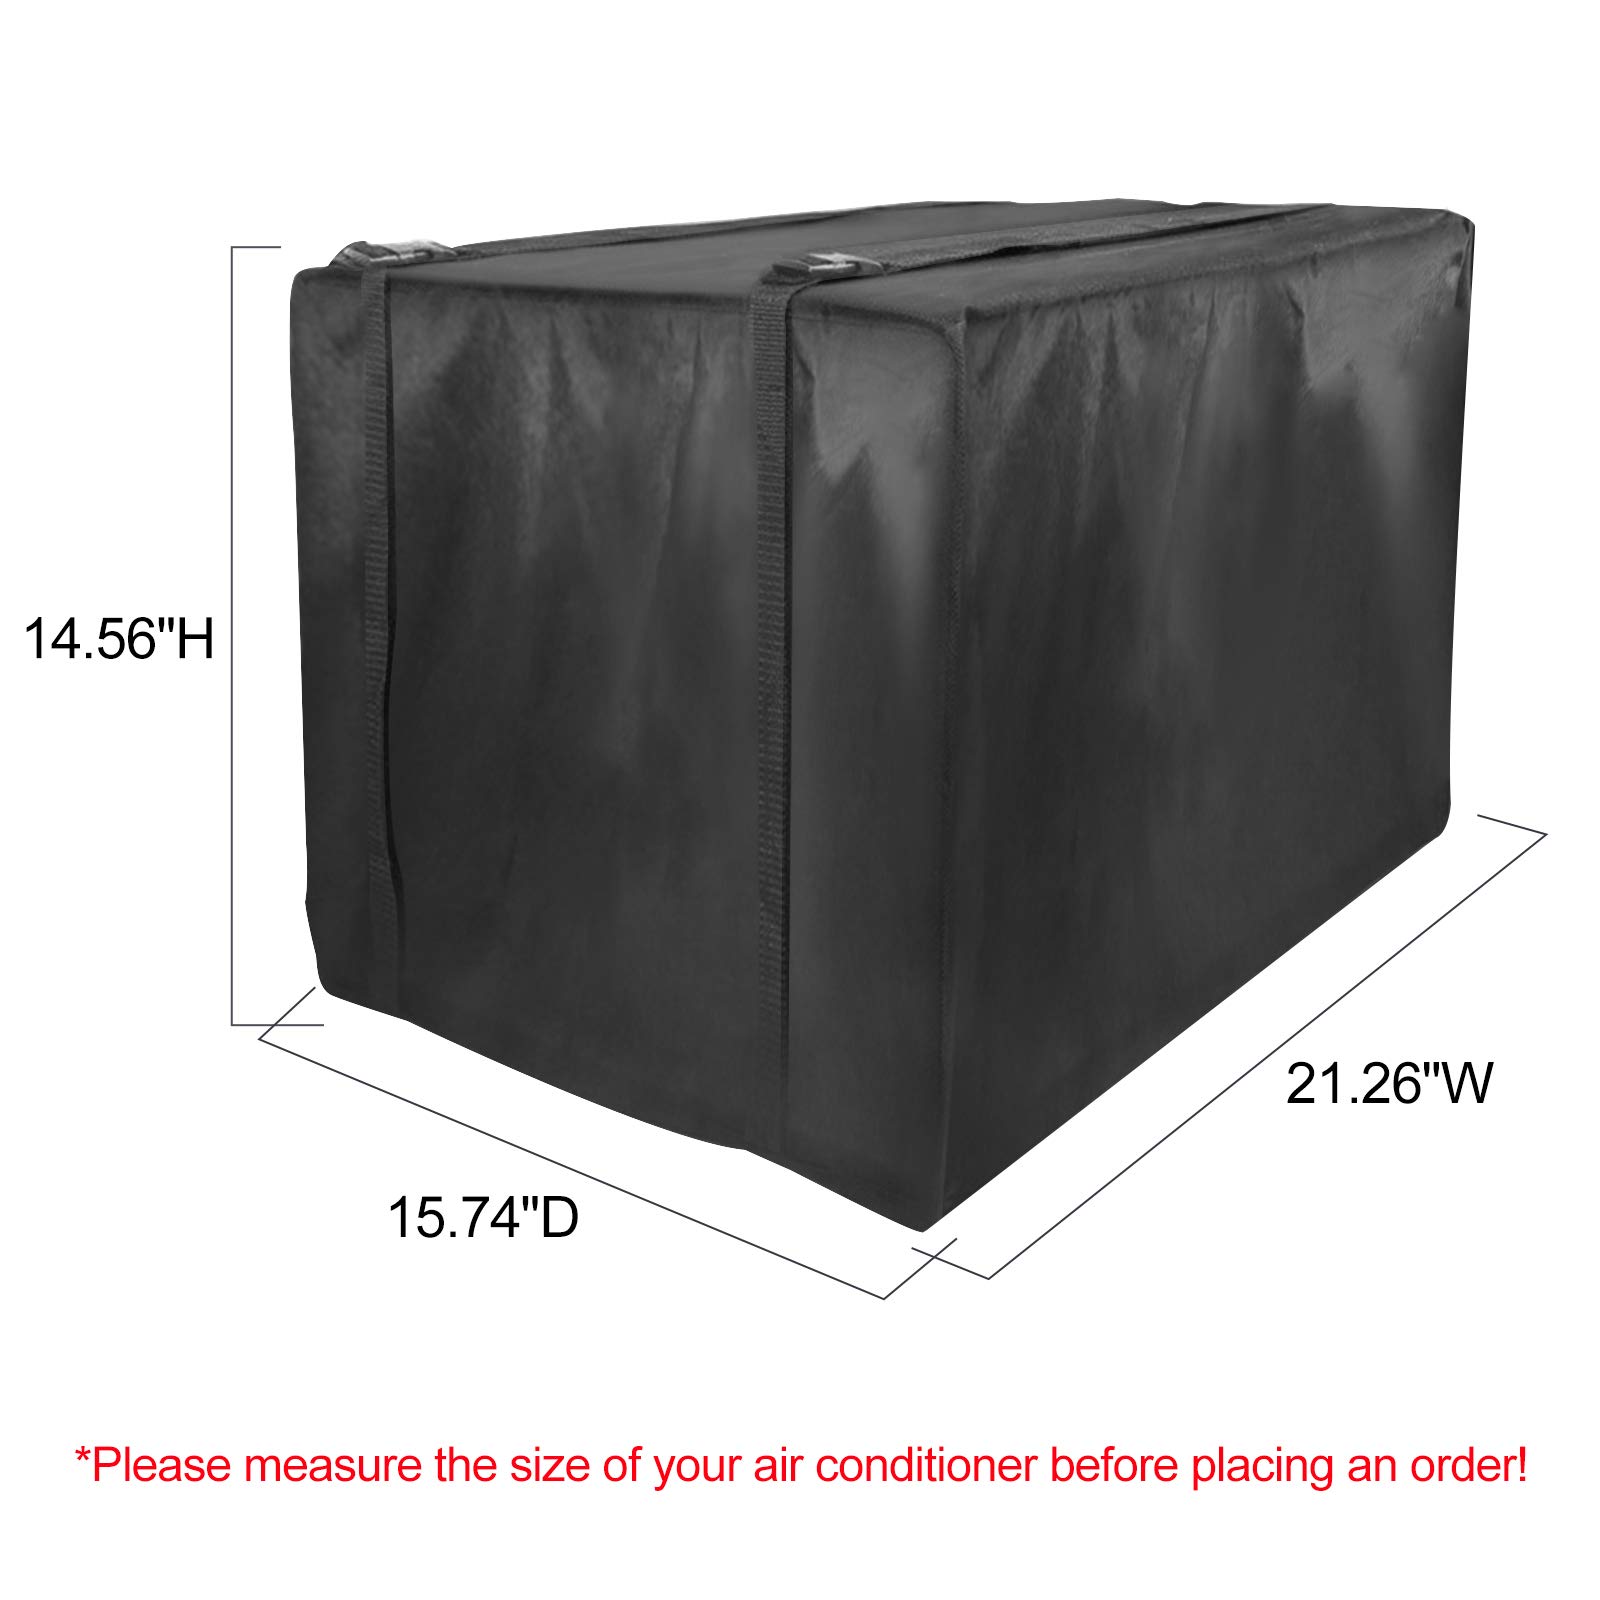 14.56"H
21.26"W
15.74"D
*Please measure the size of your air conditioner before placing an order!